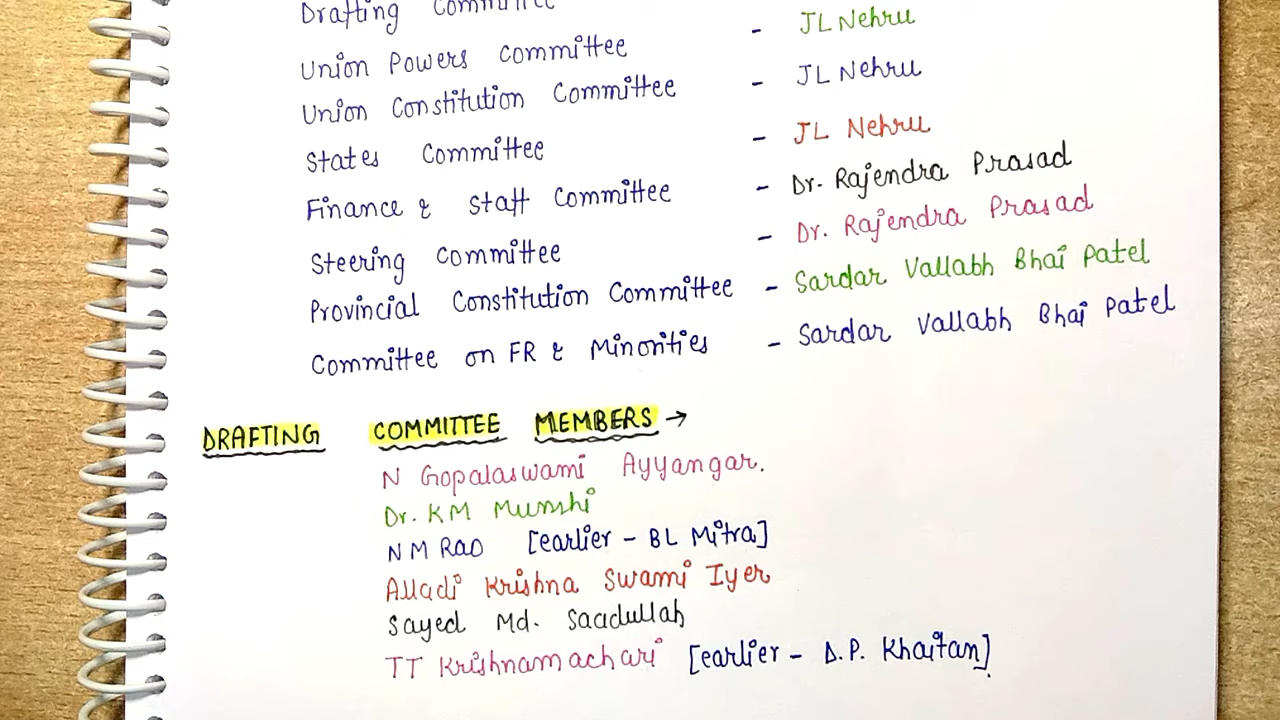 Drafting Committee
Union Powers Committee - JL Nehru
Union Constitution Committee - JL Nehru
States Committee - JL Nehru
Finance & Staff Committee - Dr. Rajendra Prasad
Steering Committee - Dr. Rajendra Prasad
Provincial Constitution Committee - Sardar Vallabh Bhai Patel
Committee on FR & Minorities - Sardar Vallabh Bhai Patel
DRAFTING COMMITTEE MEMBERS →
N Gopalaswami Ayyangar.
Dr. KM Munshi
N M Rao [earlier - BL Mitra]
Alladi Krishna Swami Iyer
Sayed Md. Saadullah
TT Krishnamachari [earlier - D.P. Khaitan]